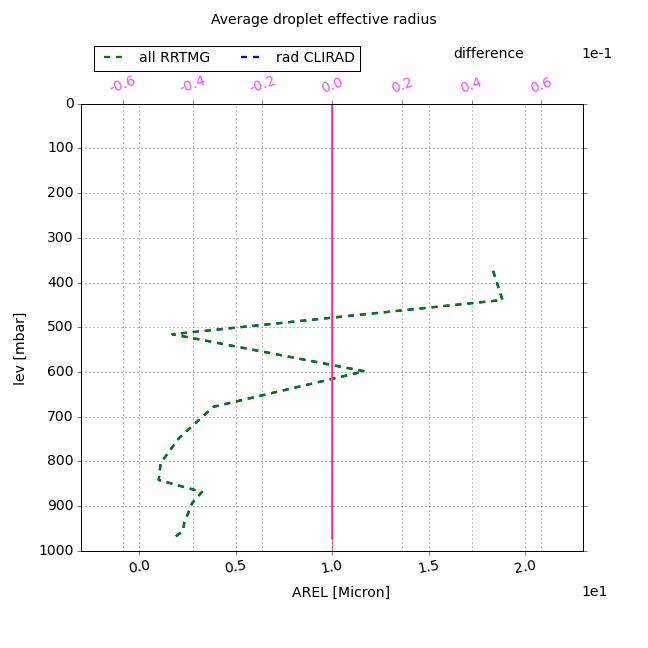 Average droplet effective radius
all RRTMG rad CLIRAD difference 1e-1
-0.6 -0.4 -0.2 0.0 0.2 0.4 0.6
0
100
200
300
400
500
600
700
800
900
1000
lev [mbar]
0.0 0.5 1.0 1.5 2.0
AREL [Micron] 1e1